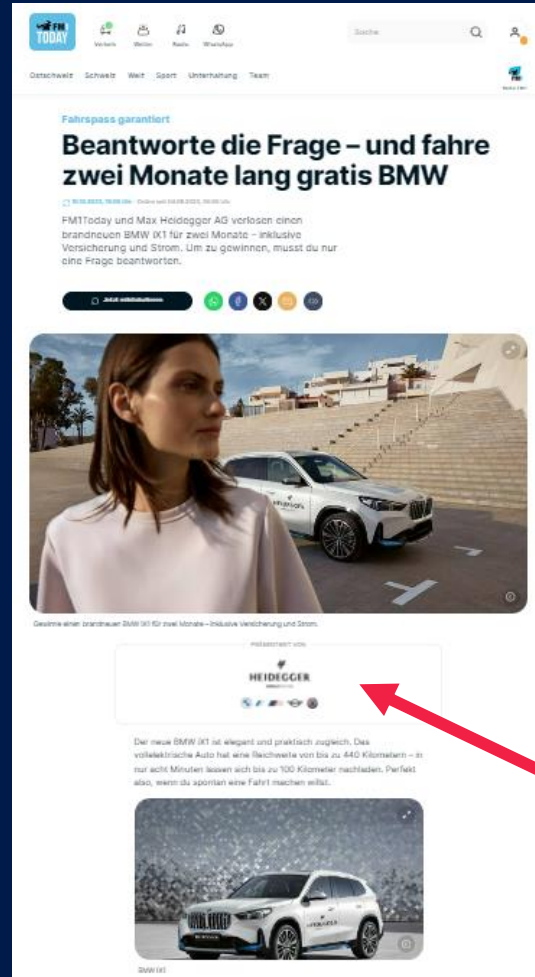 FM1
TODAY
Verkehr Wetter Radio WhatsApp
Suche
Ostschweiz Schweiz Welt Sport Unterhaltung Team
Fahrspass garantiert
Beantworte die Frage – und fahre
zwei Monate lang gratis BMW
FM1Today und Max Heidegger AG verlosen einen
brandneuen BMW iX1 für zwei Monate – inklusive
Versicherung und Strom. Um zu gewinnen, musst du nur
eine Frage beantworten.
Gewinne einen brandneuen BMW iX1 für zwei Monate – inklusive Versicherung und Strom.
PRÄSENTIERT VON
HEIDEGGER
Der neue BMW iX1 ist elegant und praktisch zugleich. Das
vollelektrische Auto hat eine Reichweite von bis zu 440 Kilometern – in
nur acht Minuten lassen sich bis zu 100 Kilometer nachladen. Perfekt
also, wenn du spontan eine Fahrt machen willst.
BMW iX1